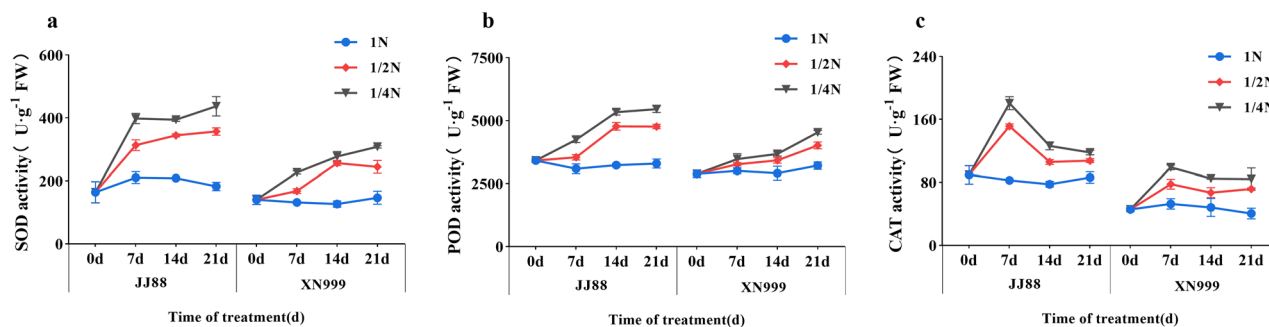 a
SOD activity( U·g⁻¹ FW)
600
400
200
0
1N
1/2N
1/4N
0d 7d 14d 21d 0d 7d 14d 21d
JJ88 XN999
Time of treatment(d)
b
POD activity( U·g⁻¹ FW)
7500
5000
2500
0
1N
1/2N
1/4N
0d 7d 14d 21d 0d 7d 14d 21d
JJ88 XN999
Time of treatment(d)
c
CAT activity( U·g⁻¹ FW)
240
160
80
0
1N
1/2N
1/4N
0d 7d 14d 21d 0d 7d 14d 21d
JJ88 XN999
Time of treatment(d)